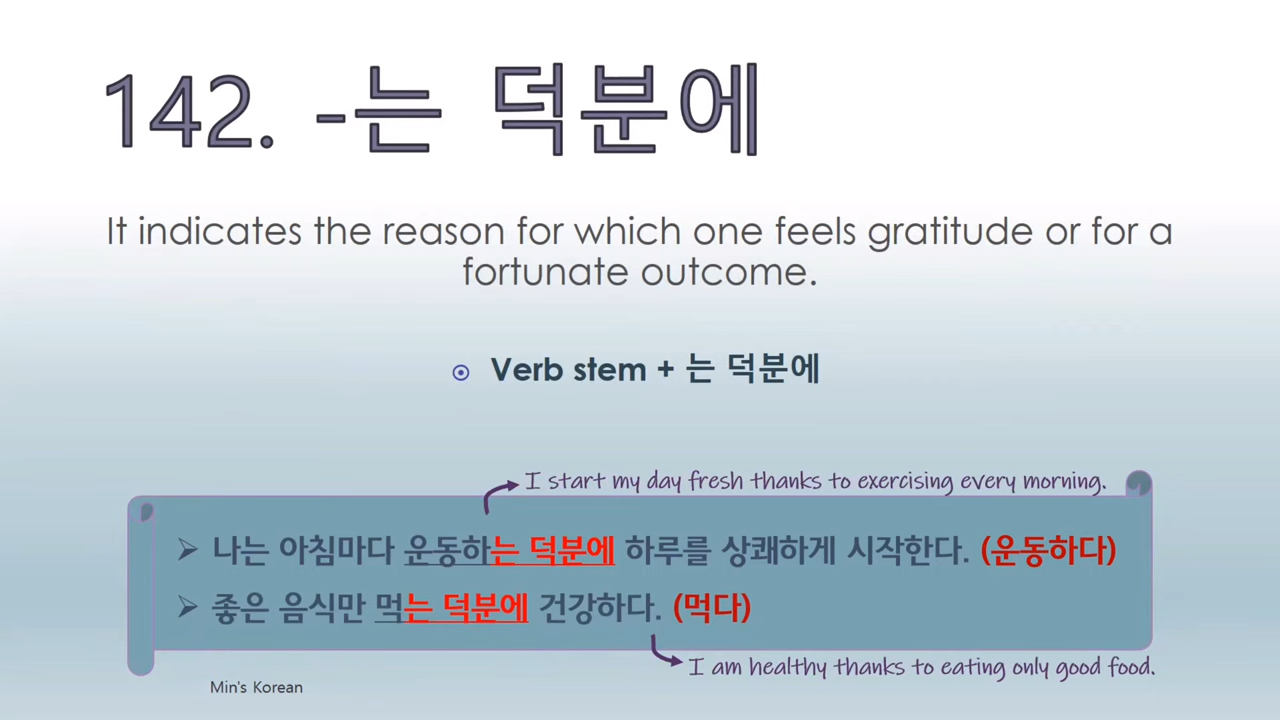 142. -는 덕분에
It indicates the reason for which one feels gratitude or for a
fortunate outcome.
Verb stem + 는 덕분에
I start my day fresh thanks to exercising every morning.
나는 아침마다 운동하는 덕분에 하루를 상쾌하게 시작한다. (운동하다)
좋은 음식만 먹는 덕분에 건강하다. (먹다)
I am healthy thanks to eating only good food.
Min's Korean